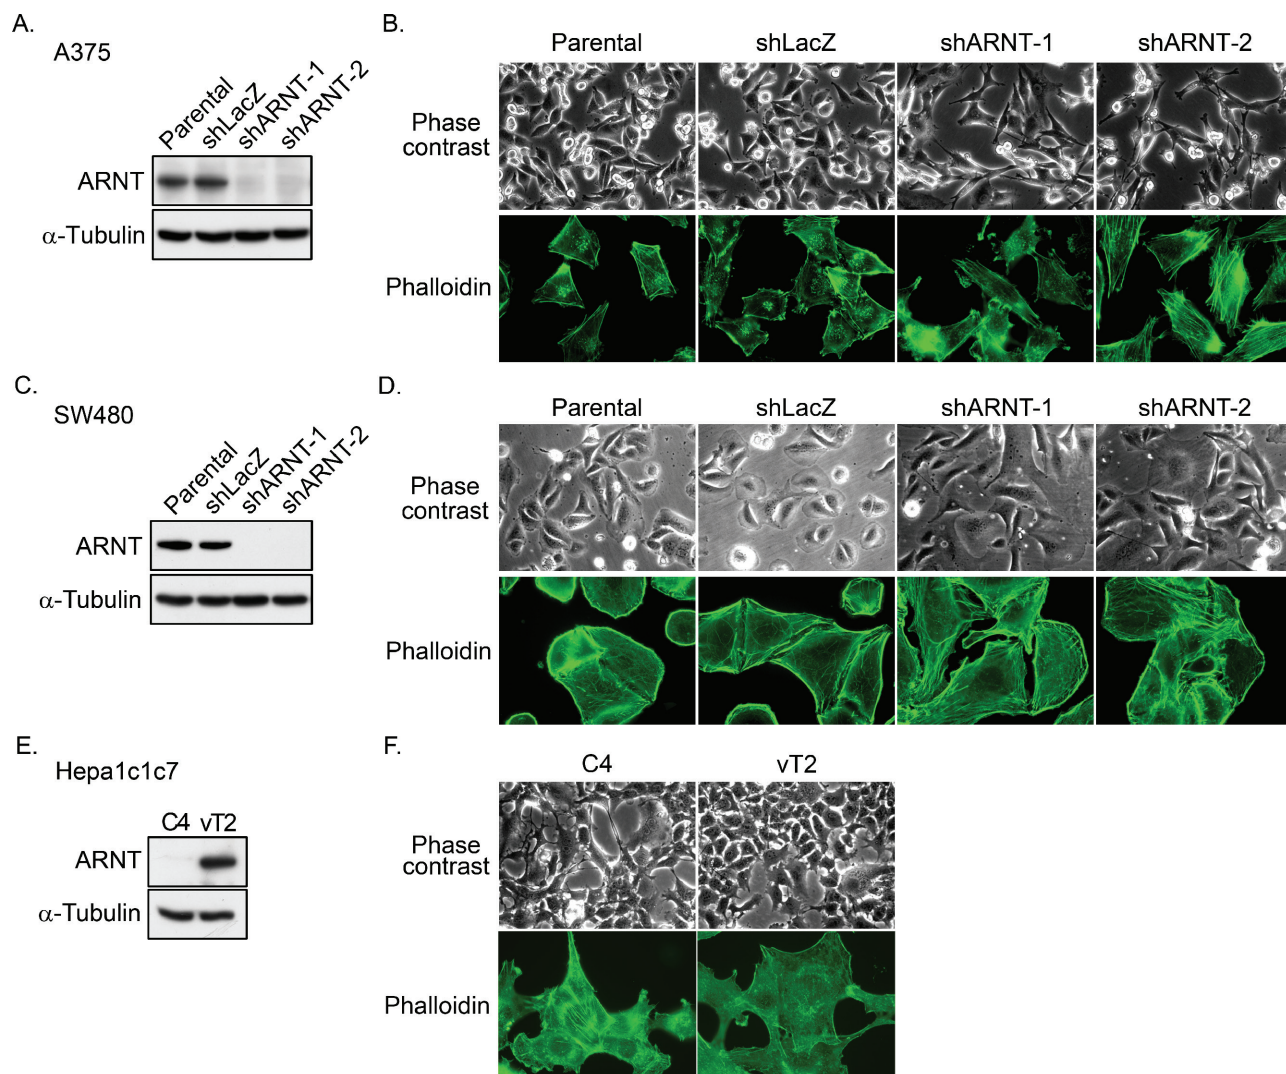 A.
A375
Parental
shLacZ
shARNT-1
shARNT-2
ARNT
α-Tubulin
B.
Parental shLacZ shARNT-1 shARNT-2
Phase
contrast
Phalloidin
C.
SW480
Parental
shLacZ
shARNT-1
shARNT-2
ARNT
α-Tubulin
D.
Parental shLacZ shARNT-1 shARNT-2
Phase
contrast
Phalloidin
E.
Hepa1c1c7
C4 vT2
ARNT
α-Tubulin
F.
C4 vT2
Phase
contrast
Phalloidin